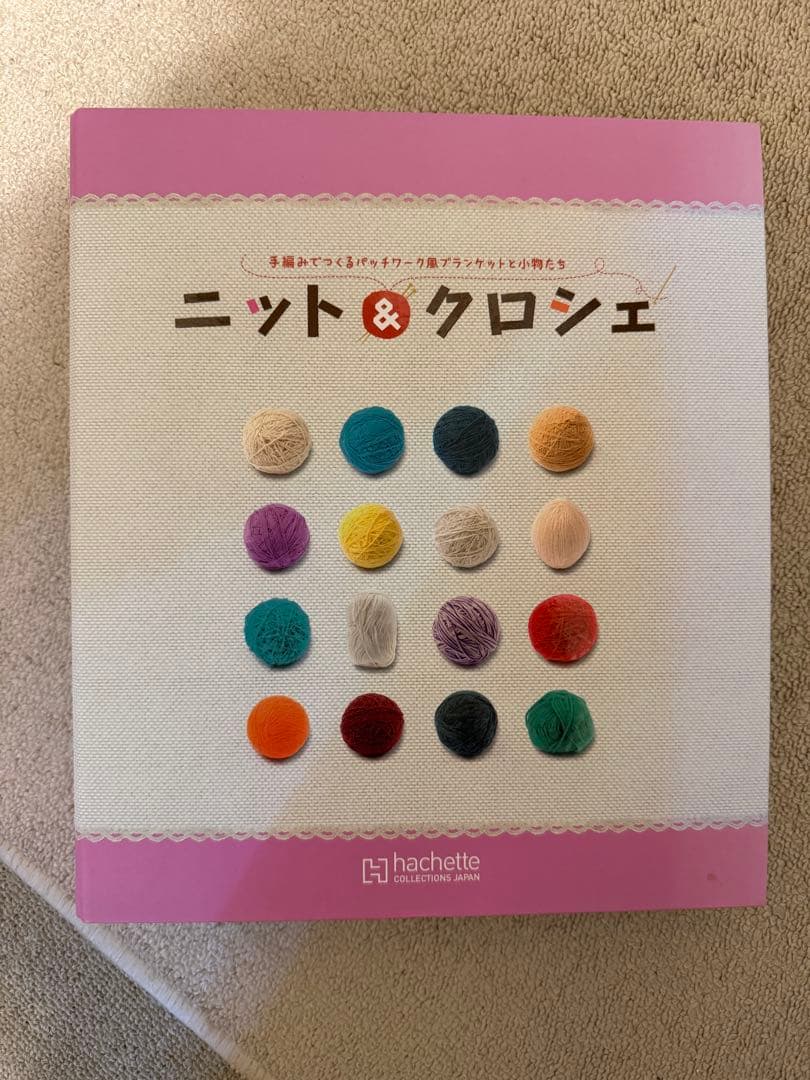 手編みでつくるパッチワーク風ブランケットと小物たち
ニット&クロシェ
hachette
COLLECTIONS JAPAN